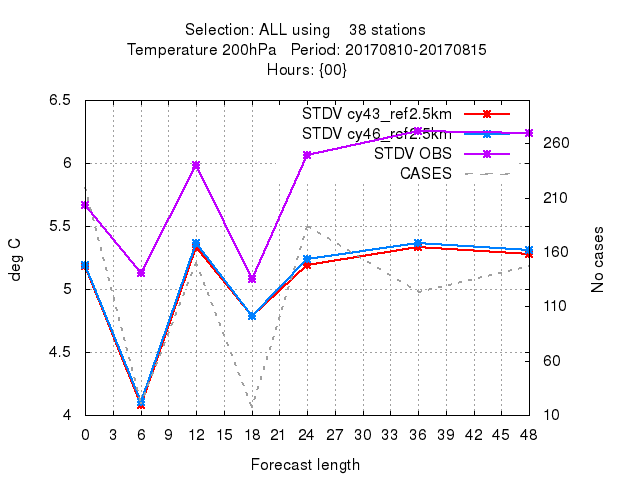 Selection: ALL using    38 stations
Temperature 200hPa   Period: 20170810-20170815
Hours: {00}
STDV cy43_ref2.5km
STDV cy46_ref2.5km
STDV OBS
CASES
6.5
6
5.5
5
4.5
4
deg C
270
210
160
110
60
10
No cases
0 3 6 9 12 15 18 21 24 27 30 33 36 39 42 45 48
Forecast length